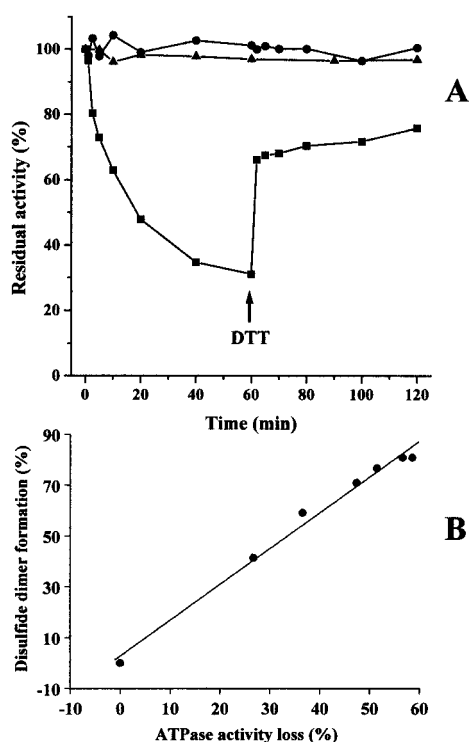 A
Residual activity (%)
120
100
80
60
40
20
0
DTT
0 20 40 60 80 100 120
Time (min)
B
Disulfide dimer formation (%)
90
70
50
30
10
-10
-10 0 10 20 30 40 50 60
ATPase activity loss (%)